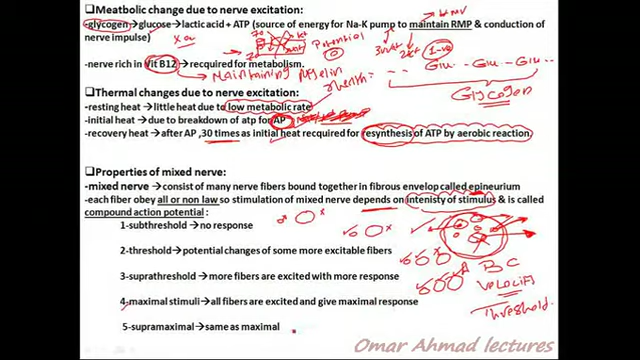 Meatbolic change due to nerve excitation:
-glycogen→glucose→lactic acid + ATP (source of energy for Na-K pump to maintain RMP & conduction of
nerve impulse)
Potential
1-ve
-nerve rich in Vit B12→required for metabolism.
Maintaining Myelin
Glu... Glu... Glu...
Glycogen
Thermal changes due to nerve excitation:
-resting heat→little heat due to low metabolic rate
-initial heat→due to breakdown of atp for AP
-recovery heat→after AP ,30 times as initial heat required for resynthesis of ATP by aerobic reaction.
Properties of mixed nerve:
-mixed nerve→consist of many nerve fibers bound together in fibrous envelop called epineurium
-each fiber obey all or non law so stimulation of mixed nerve depends on intenisty of stimulus & is called
compound action potential:
1-subthreshold→no response
2-threshold→potential changes of some more excitable fibers
A B C
3-suprathreshold→more fibers are excited with more response
velocity
4-maximal stimuli→all fibers are excited and give maximal response
Threshold
5-supramaximal→same as maximal
Omar Ahmad lectures